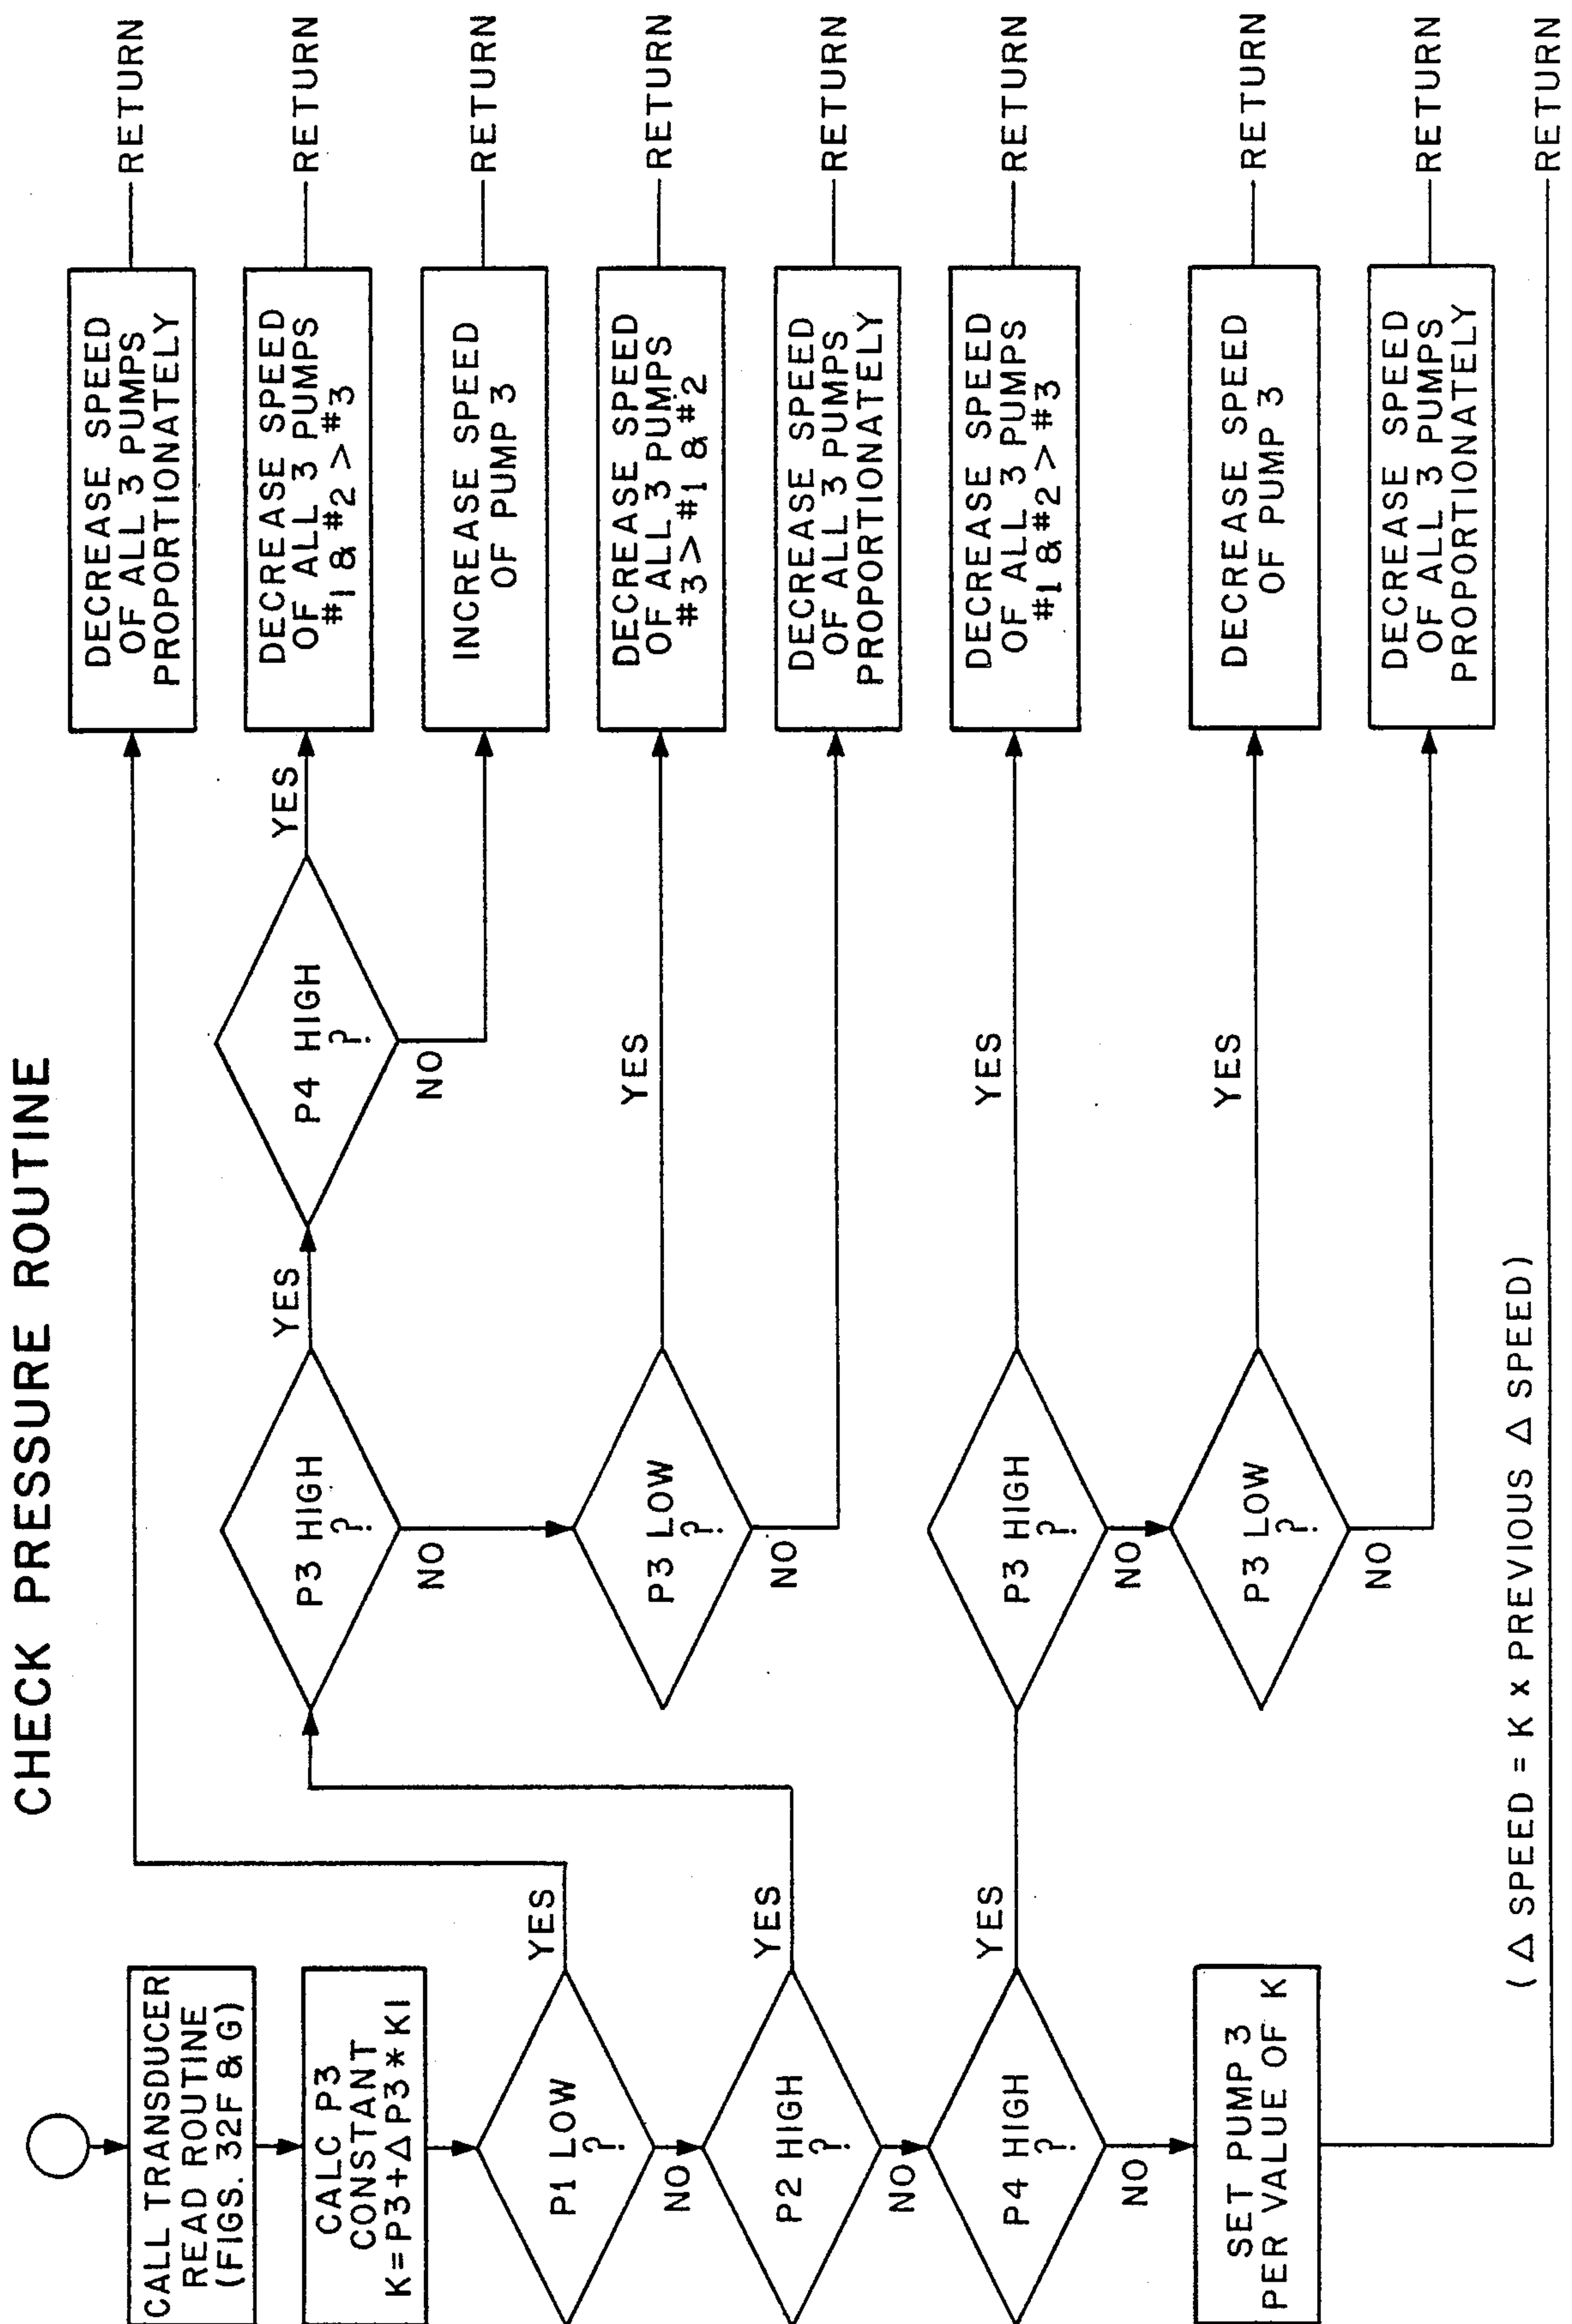 CHECK PRESSURE ROUTINE
CALL TRANSDUCER
READ ROUTINE
(FIGS. 32F & G)
CALC P3
CONSTANT
K=P3+Δ P3 * K1
P1 LOW
?
YES
NO
DECREASE SPEED
OF ALL 3 PUMPS
PROPORTIONATELY
RETURN
P2 HIGH
?
YES
NO
P3 HIGH
?
YES
NO
P4 HIGH
?
YES
NO
DECREASE SPEED
OF ALL 3 PUMPS
#1 & #2 > #3
RETURN
INCREASE SPEED
OF PUMP 3
RETURN
P3 LOW
?
YES
NO
DECREASE SPEED
OF ALL 3 PUMPS
#3 > #1 & #2
RETURN
DECREASE SPEED
OF ALL 3 PUMPS
PROPORTIONATELY
RETURN
P4 HIGH
?
YES
NO
P3 HIGH
?
YES
NO
DECREASE SPEED
OF ALL 3 PUMPS
#1 & #2 > #3
RETURN
P3 LOW
?
YES
NO
DECREASE SPEED
OF PUMP 3
RETURN
DECREASE SPEED
OF ALL 3 PUMPS
PROPORTIONATELY
RETURN
SET PUMP 3
PER VALUE OF K
(Δ SPEED = K x PREVIOUS Δ SPEED)
RETURN